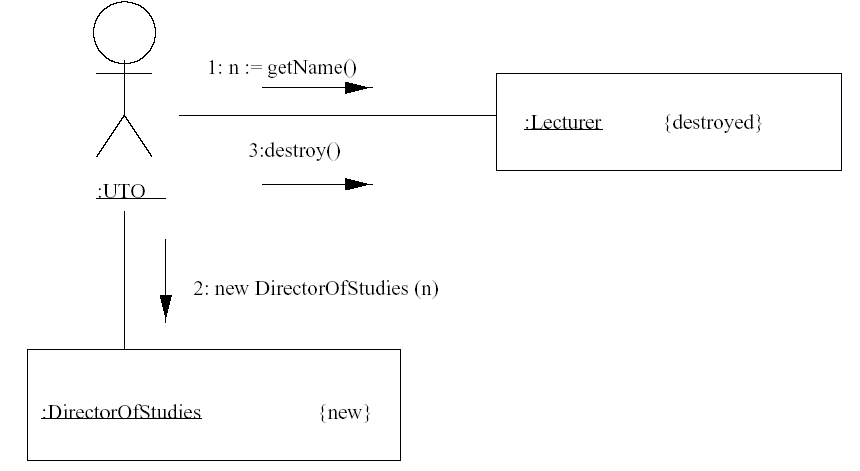 1: n := getName()
:Lecturer {destroyed}
3:destroy()
:UTO
2: new DirectorOfStudies (n)
:DirectorOfStudies {new}